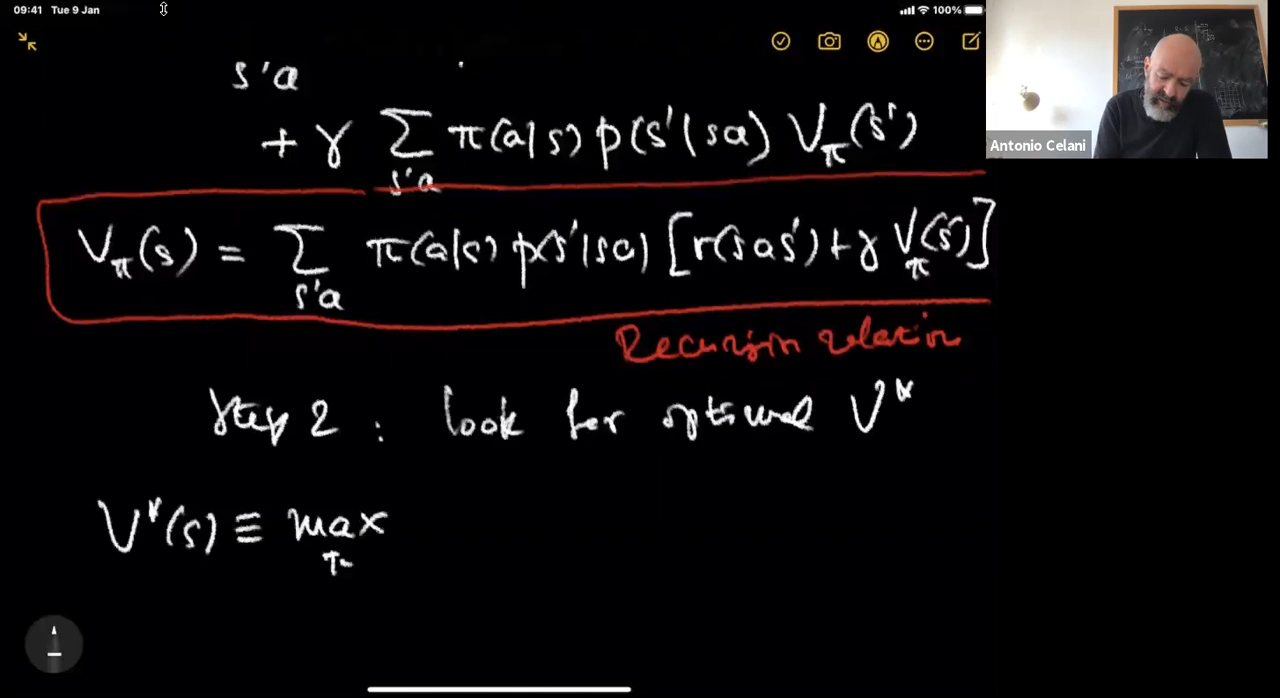 09:41 Tue 9 Jan 100%
s'a
+ γ Σ π(a|s) p(s'|sa) V_π(s')
s'a
V_π(s) = Σ π(a|s) p(s'|sa) [r(sas') + γ V_π(s')]
s'a
Recursion relation
Step 2 : look for optimal V*
V*(s) ≡ max
π
Antonio Celani